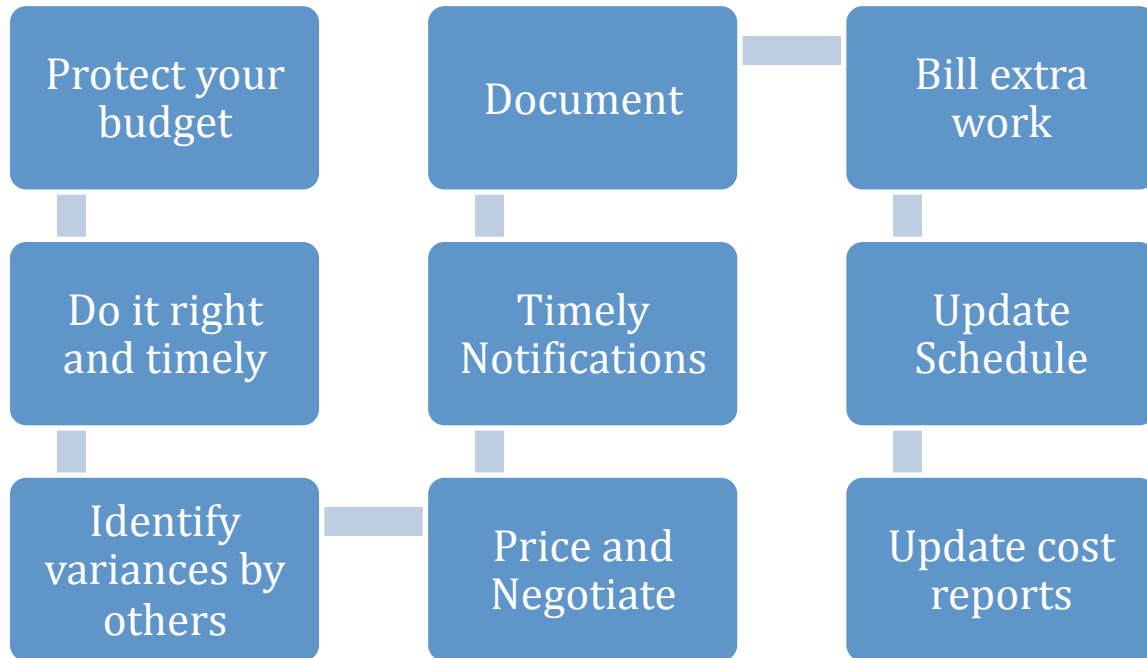 Protect your
budget
Do it right
and timely
Identify
variances by
others
Price and
Negotiate
Timely
Notifications
Document
Bill extra
work
Update
Schedule
Update cost
reports